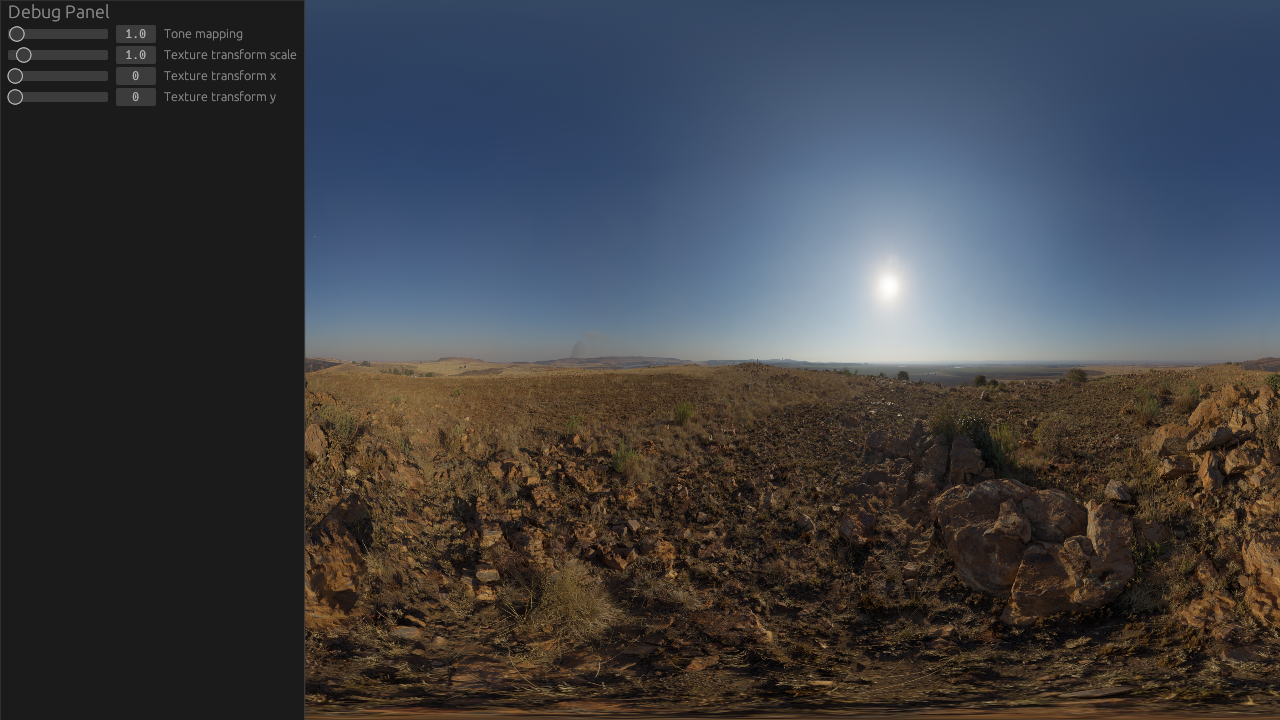 Debug Panel
1.0 Tone mapping
1.0 Texture transform scale
0 Texture transform x
0 Texture transform y